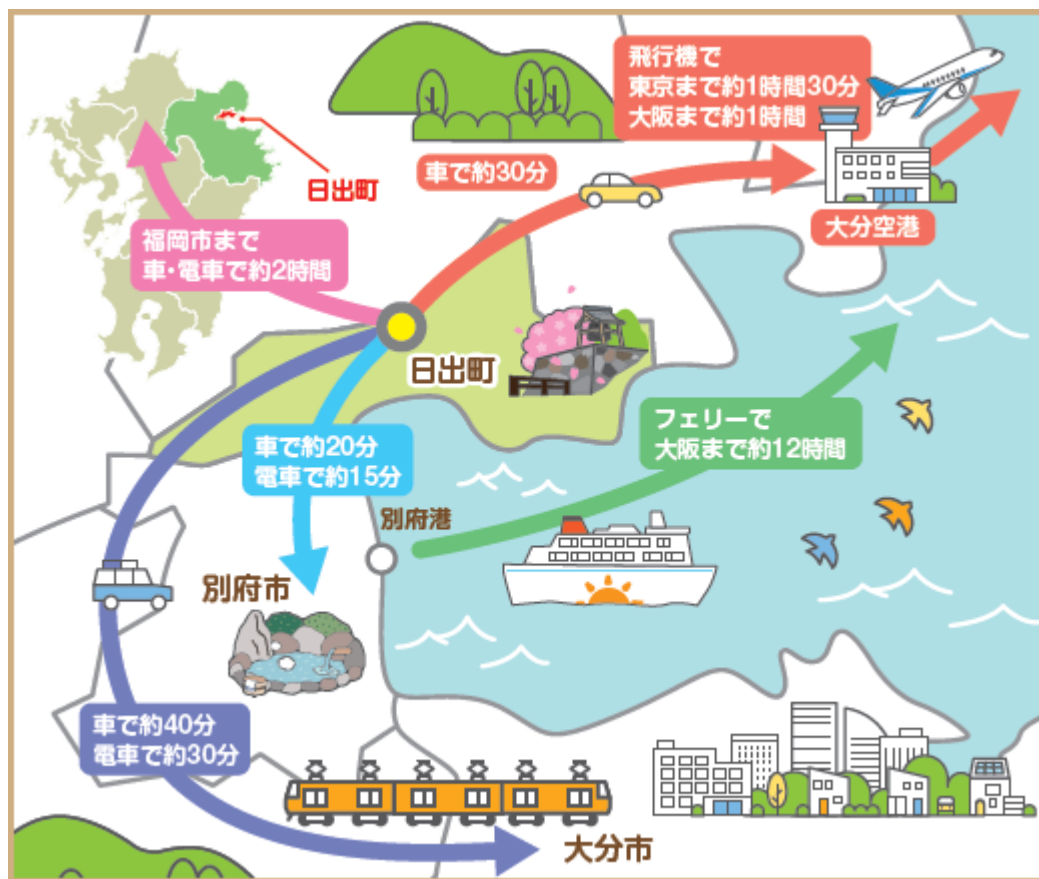 飛行機で
東京まで約1時間30分
大阪まで約1時間
車で約30分
日出町
大分空港
福岡市まで
車・電車で約2時間
日出町
フェリーで
大阪まで約12時間
車で約20分
電車で約15分
別府港
別府市
車で約40分
電車で約30分
大分市